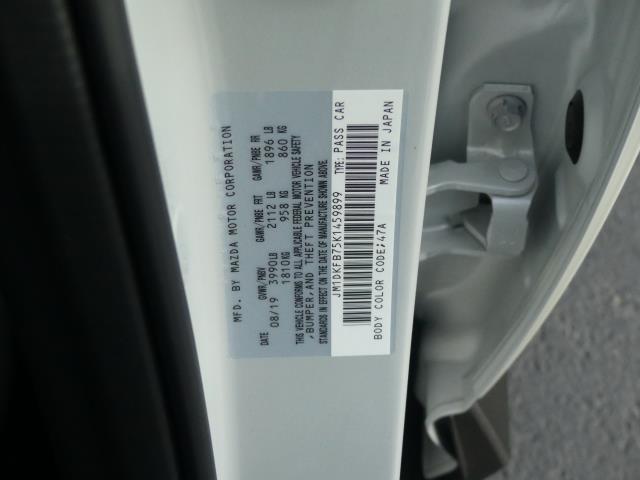 MFD. BY MAZDA MOTOR CORPORATION
DATE GVWR/PNBV GAWR/PNBE FRT GAWR/PNBE RR
08/19 3990LB 2112 LB 1896 LB
1810KG 958 KG 860 KG
THIS VEHICLE CONFORMS TO ALL APPLICABLE FEDERAL MOTOR VEHICLE SAFETY
,BUMPER,AND THEFT PREVENTION
STANDARDS IN EFFECT ON THE DATE OF MANUFACTURE SHOWN ABOVE.
JM1DKFB75K1459899 TYPE: PASS CAR
BODY COLOR CODE;47A MADE IN JAPAN